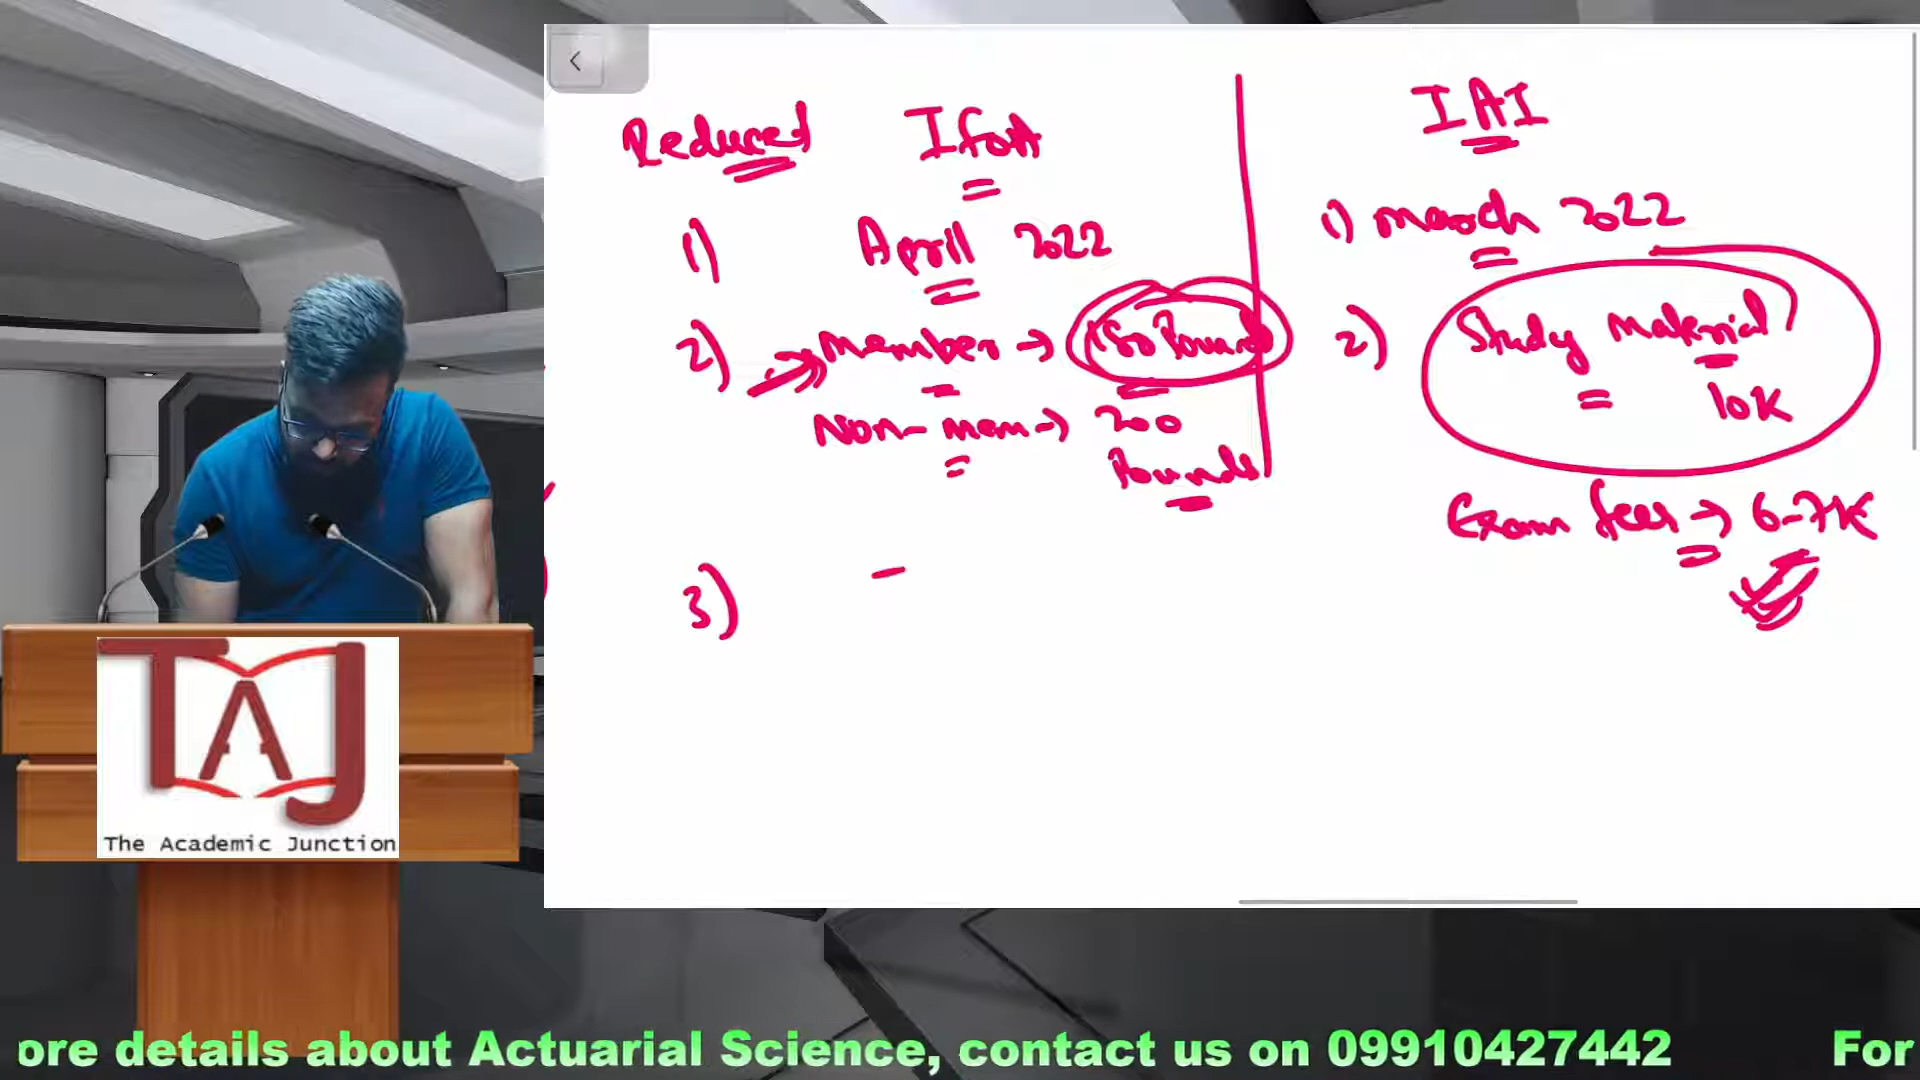 Reduced IfoA
1) April 2022
2) Member → 150 Pounds
Non-mem → 200
Pounds
3) -
IAI
1) March 2022
2) Study Material
10K
Exam fees → 6-7K
TAJ
The Academic Junction
ore details about Actuarial Science, contact us on 09910427442 For